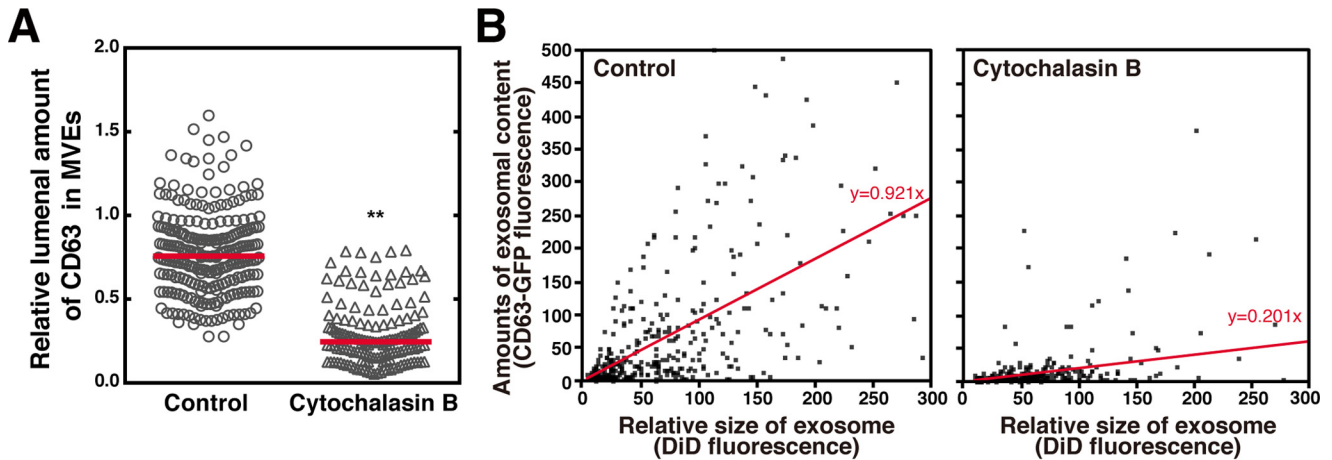 A
Relative lumenal amount
of CD63 in MVEs
2.0
1.5
1.0
0.5
0.0
**
Control
Cytochalasin B
B
Amounts of exosomal content
(CD63-GFP fluorescence)
500
450
400
350
300
250
200
150
100
50
0
Control
y=0.921x
0 50 100 150 200 250 300
Relative size of exosome
(DiD fluorescence)
Cytochalasin B
y=0.201x
0 50 100 150 200 250 300
Relative size of exosome
(DiD fluorescence)